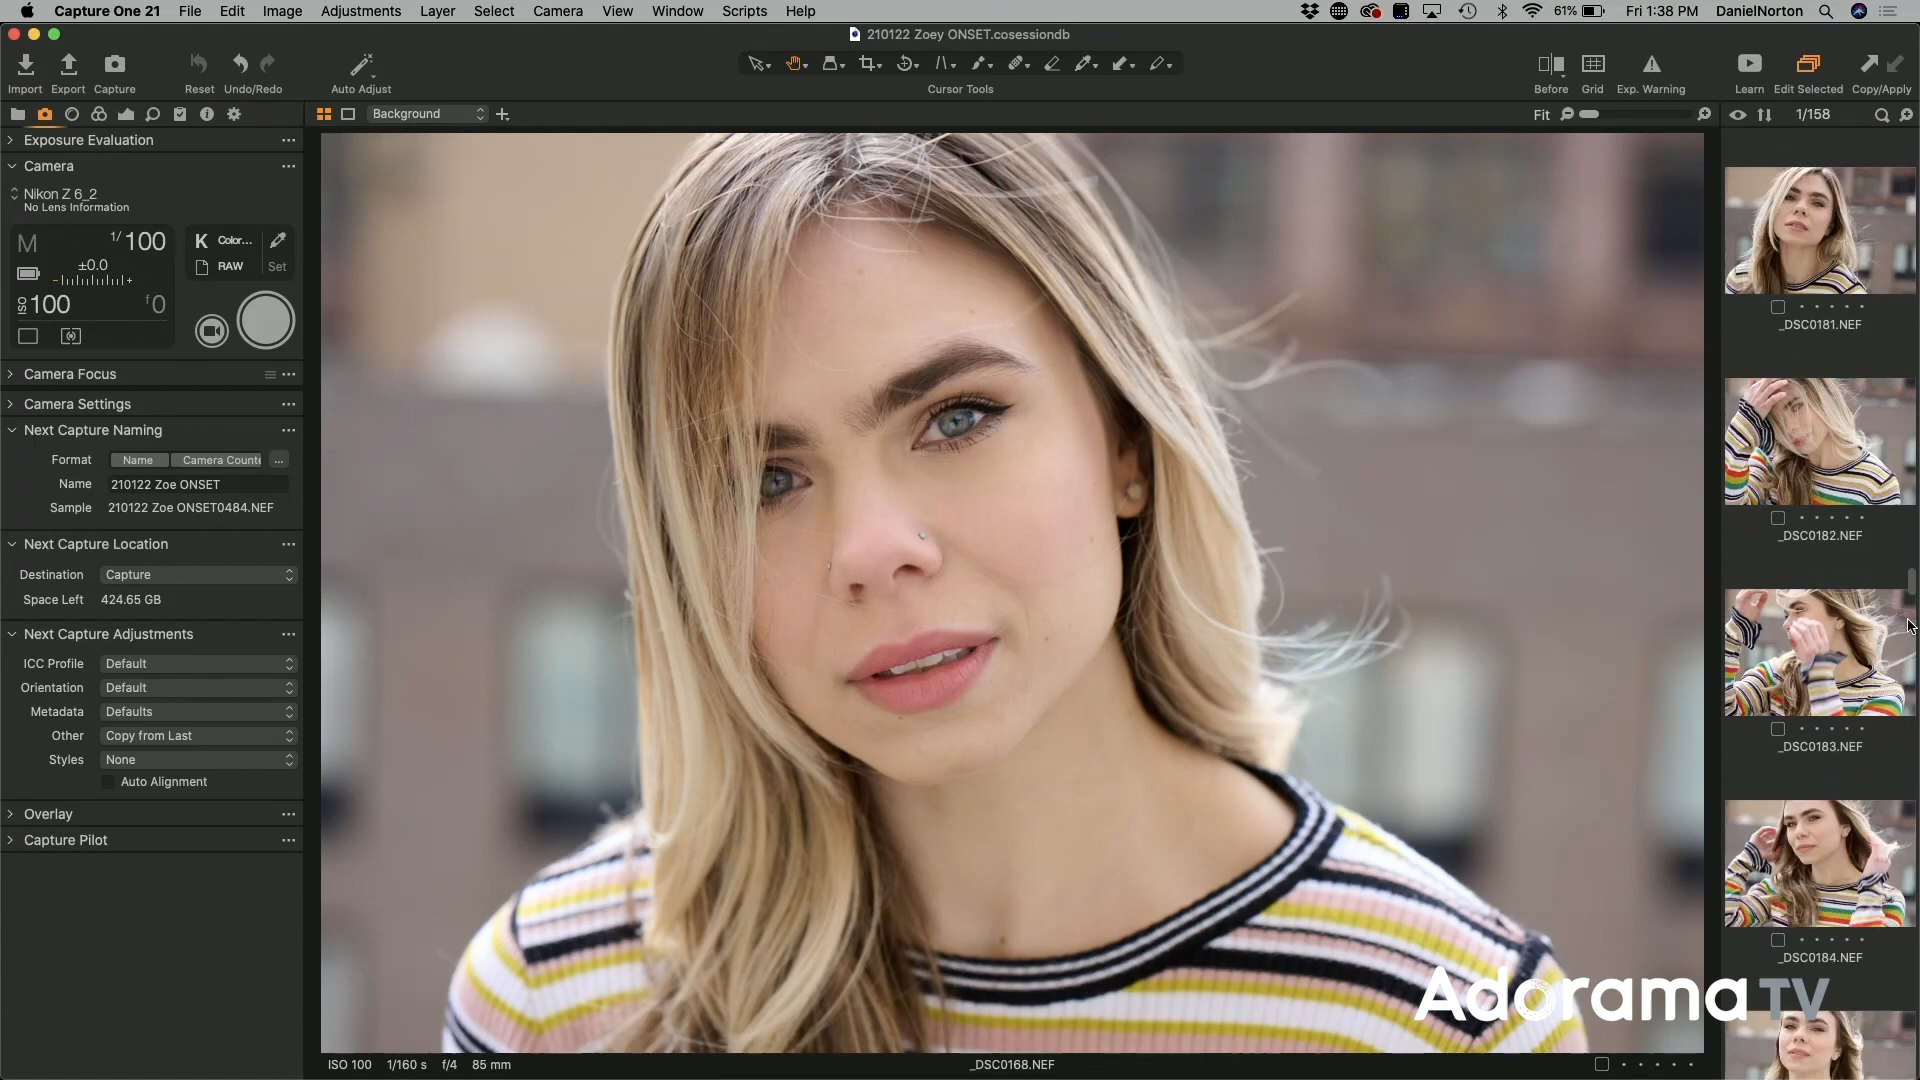 Capture One 21 File Edit Image Adjustments Layer Select Camera View Window Scripts Help 61% Fri 1:38 PM DanielNorton
210122 Zoey ONSET.cosessiondb
Import Export Capture Reset Undo/Redo Auto Adjust Cursor Tools Before Grid Exp. Warning Learn Edit Selected Copy/Apply
Background Fit 1/158
Exposure Evaluation
Camera
Nikon Z 6_2
No Lens Information
M 1/100 K Color...
±0.0
RAW Set
ISO 100 f 0
Camera Focus
Camera Settings
Next Capture Naming
Format Name Camera Counte ...
Name 210122 Zoe ONSET
Sample 210122 Zoe ONSET0484.NEF
Next Capture Location
Destination Capture
Space Left 424.65 GB
Next Capture Adjustments
ICC Profile Default
Orientation Default
Metadata Defaults
Other Copy from Last
Styles None
Auto Alignment
Overlay
Capture Pilot
_DSC0181.NEF
_DSC0182.NEF
_DSC0183.NEF
_DSC0184.NEF
Adorama TV
ISO 100 1/160 s f/4 85 mm _DSC0168.NEF